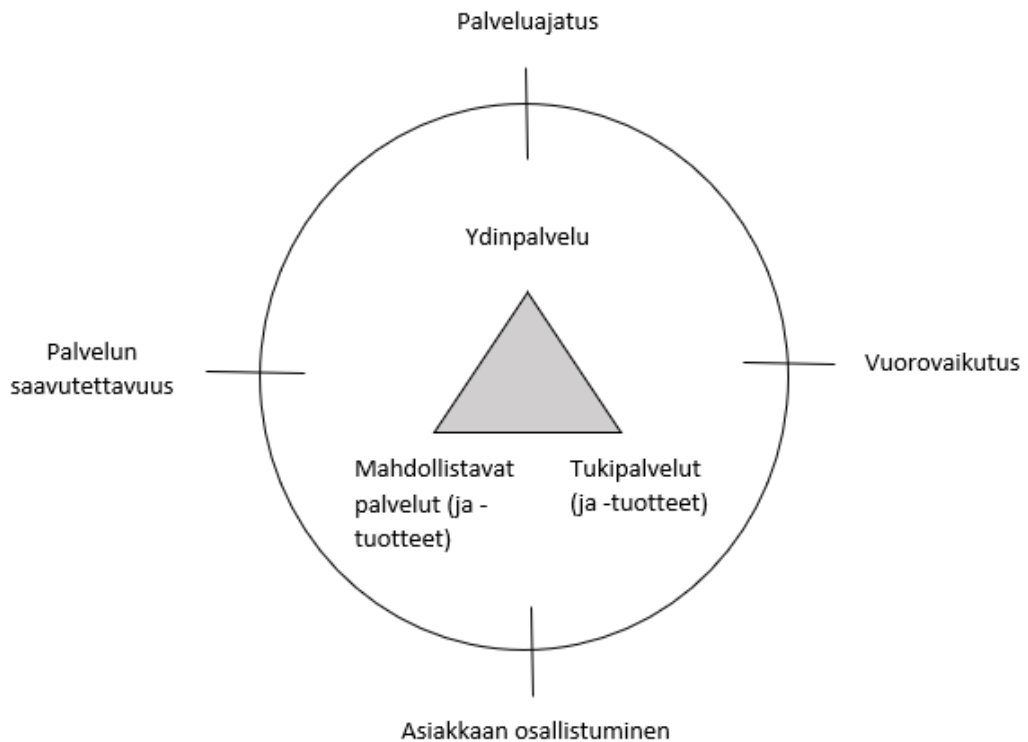 Palveluajatus
Ydinpalvelu
Palvelun
saavutettavuus
Vuorovaikutus
Mahdollistavat
palvelut (ja -
tuotteet)
Tukipalvelut
(ja -tuotteet)
Asiakkaan osallistuminen